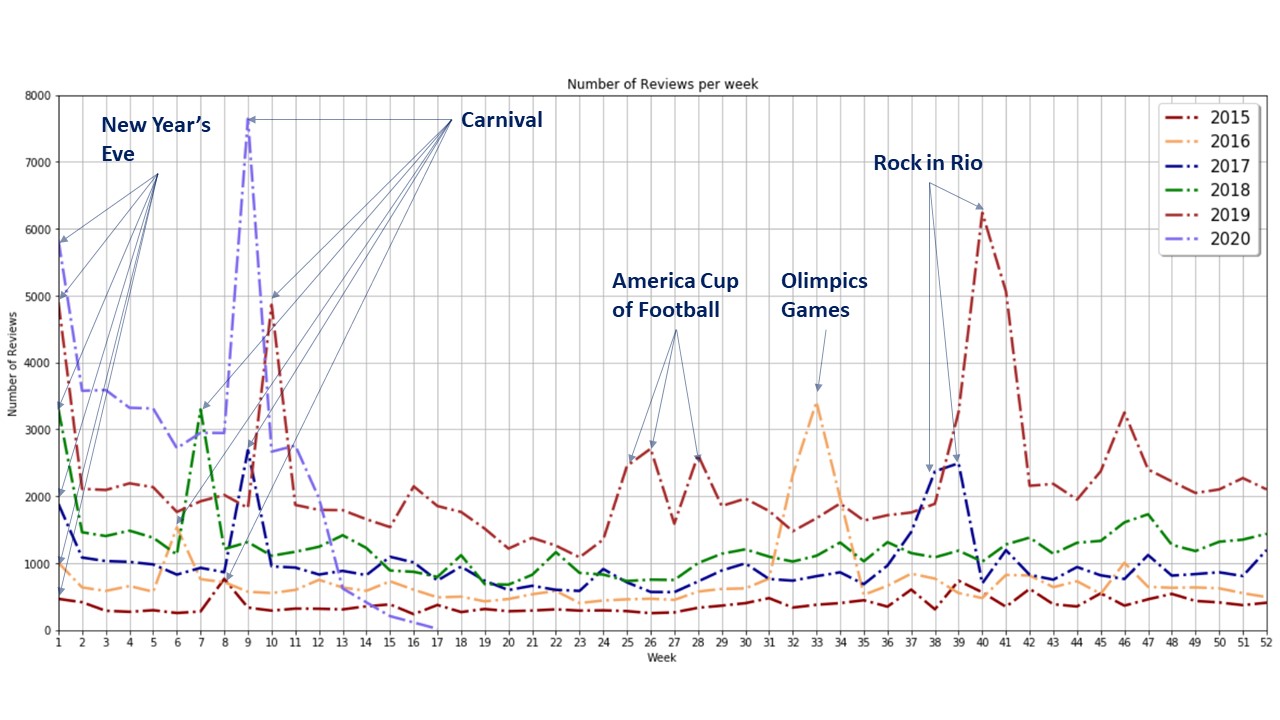 Number of Reviews per week
8000
7000
6000
5000
4000
3000
2000
1000
0
Number of Reviews
New Year's
Eve
Carnival
Rock in Rio
America Cup
of Football
Olimpics
Games
2015
2016
2017
2018
2019
2020
1 2 3 4 5 6 7 8 9 10 11 12 13 14 15 16 17 18 19 20 21 22 23 24 25 26 27 28 29 30 31 32 33 34 35 36 37 38 39 40 41 42 43 44 45 46 47 48 49 50 51 52
Week